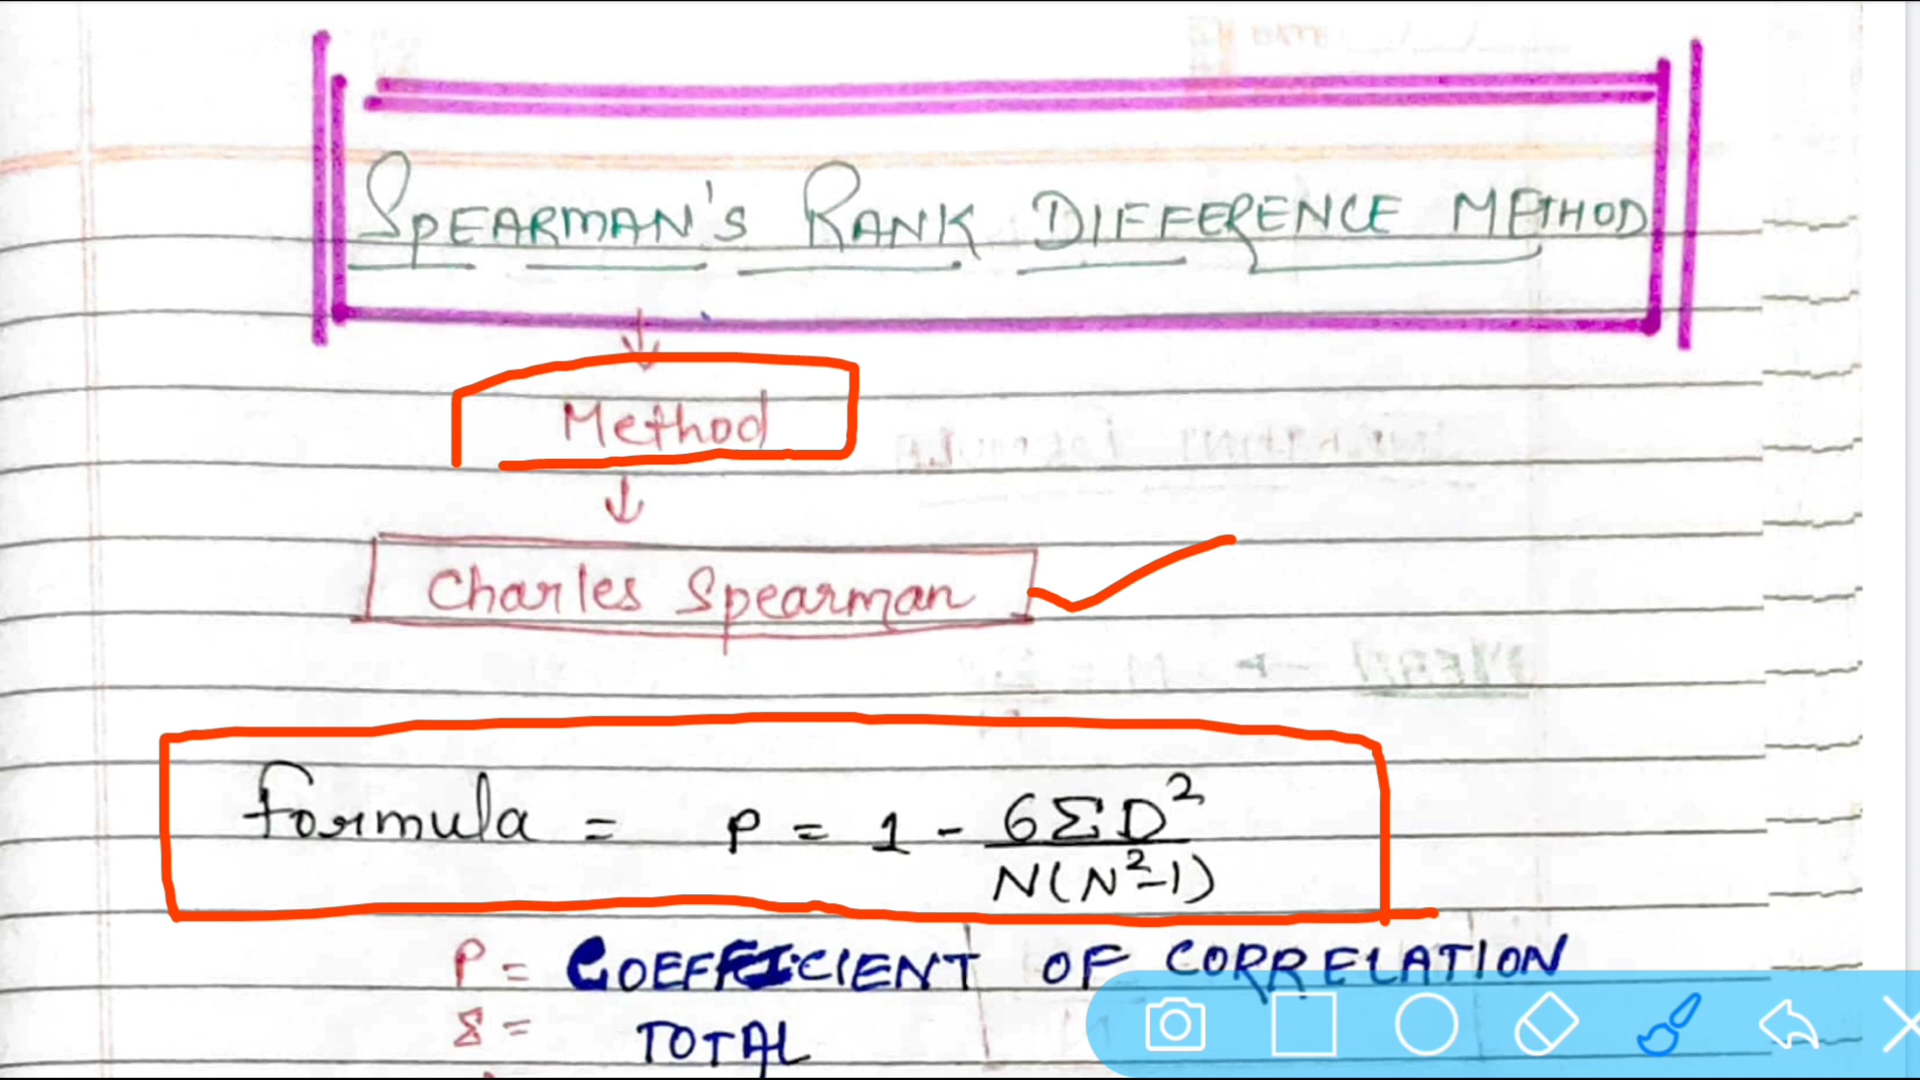 SPEARMAN'S RANK DIFFERENCE METHOD
Method
Charles Spearman
formula = P = 1 - 6ΣD²/N(N²-1)
P = COEFFICIENT OF CORRELATION
Σ = TOTAL